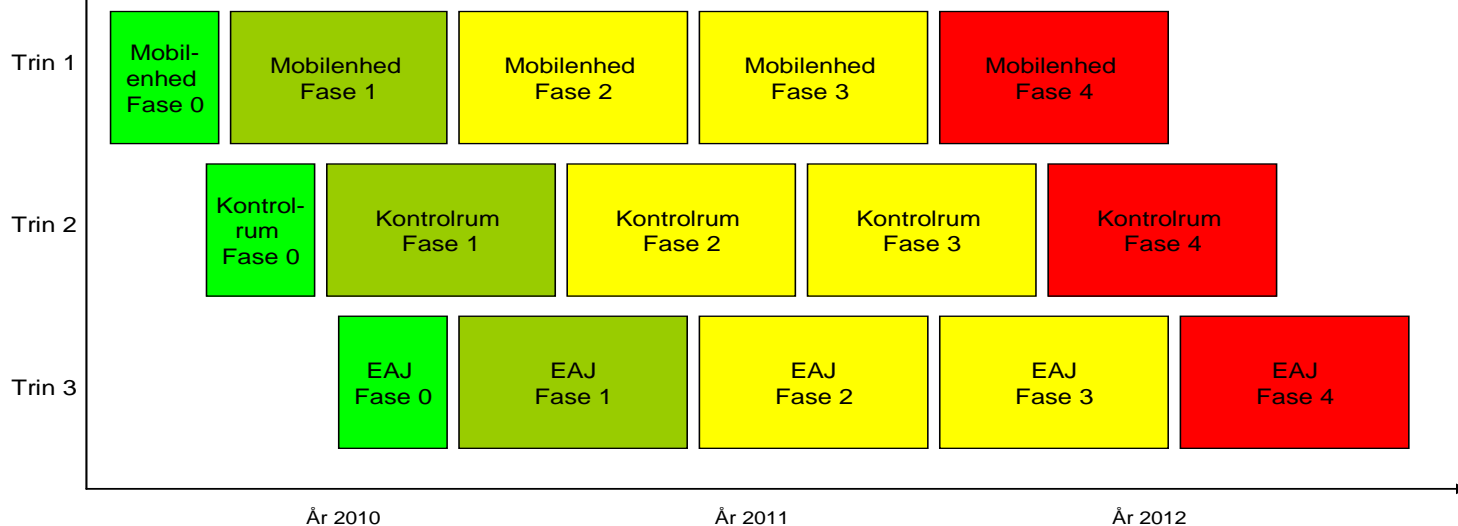 Trin 1
Mobil-
enhed
Fase 0
Mobilenhed
Fase 1
Mobilenhed
Fase 2
Mobilenhed
Fase 3
Mobilenhed
Fase 4
Trin 2
Kontrol-
rum
Fase 0
Kontrolrum
Fase 1
Kontrolrum
Fase 2
Kontrolrum
Fase 3
Kontrolrum
Fase 4
Trin 3
EAJ
Fase 0
EAJ
Fase 1
EAJ
Fase 2
EAJ
Fase 3
EAJ
Fase 4
År 2010
År 2011
År 2012